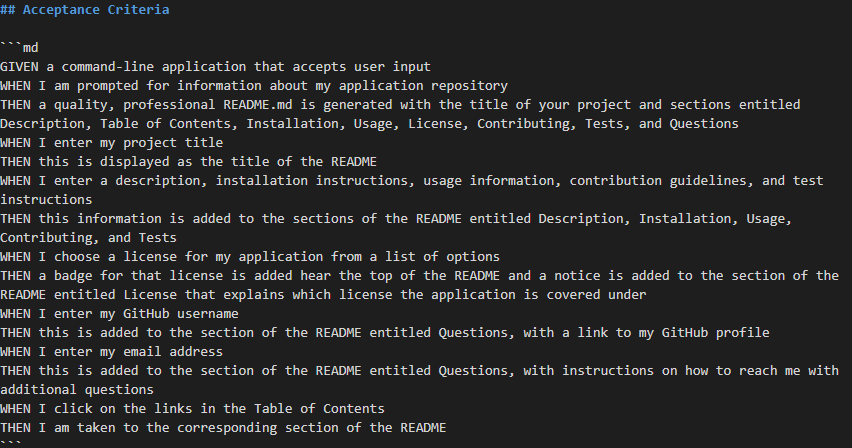 ## Acceptance Criteria
```md
GIVEN a command-line application that accepts user input
WHEN I am prompted for information about my application repository
THEN a quality, professional README.md is generated with the title of your project and sections entitled
Description, Table of Contents, Installation, Usage, License, Contributing, Tests, and Questions
WHEN I enter my project title
THEN this is displayed as the title of the README
WHEN I enter a description, installation instructions, usage information, contribution guidelines, and test
instructions
THEN this information is added to the sections of the README entitled Description, Installation, Usage,
Contributing, and Tests
WHEN I choose a license for my application from a list of options
THEN a badge for that license is added hear the top of the README and a notice is added to the section of the
README entitled License that explains which license the application is covered under
WHEN I enter my GitHub username
THEN this is added to the section of the README entitled Questions, with a link to my GitHub profile
WHEN I enter my email address
THEN this is added to the section of the README entitled Questions, with instructions on how to reach me with
additional questions
WHEN I click on the links in the Table of Contents
THEN I am taken to the corresponding section of the README
```